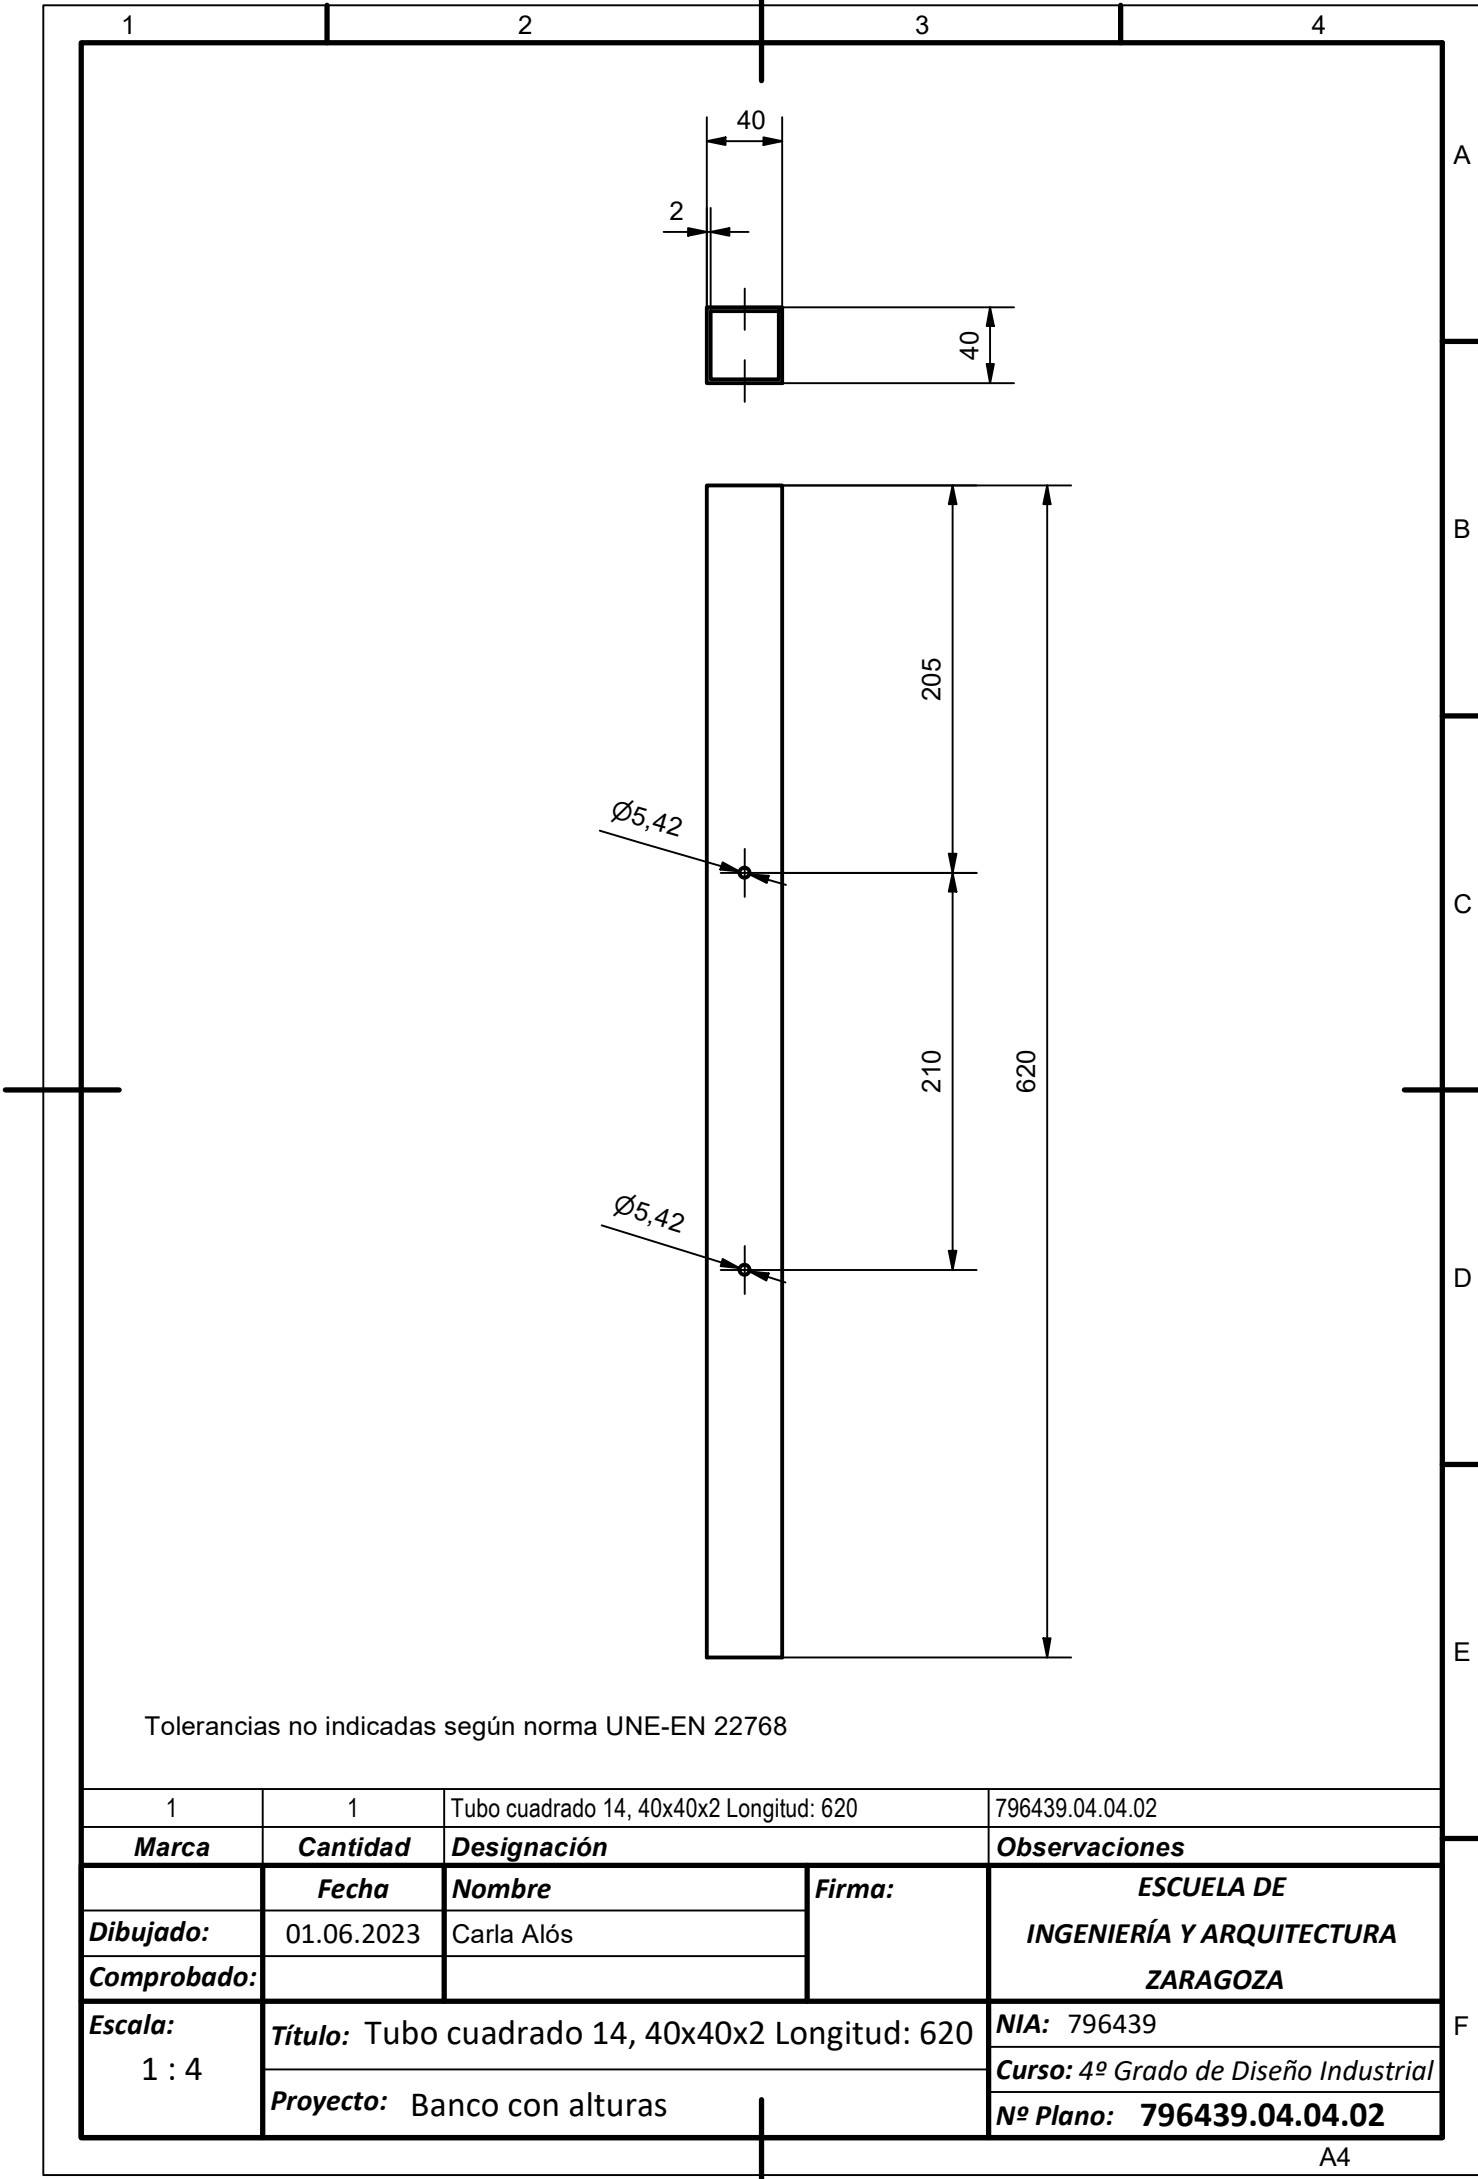 1 2 3 4
A
B
C
D
E
F
40
2
40
205
Ø5,42
210
620
Ø5,42
Tolerancias no indicadas según norma UNE-EN 22768
1 1 Tubo cuadrado 14, 40x40x2 Longitud: 620 796439.04.04.02
Marca Cantidad Designación Observaciones
Fecha Nombre Firma: ESCUELA DE
Dibujado: 01.06.2023 Carla Alós INGENIERÍA Y ARQUITECTURA
Comprobado: ZARAGOZA
Escala: Título: Tubo cuadrado 14, 40x40x2 Longitud: 620 NIA: 796439
1 : 4 Curso: 4º Grado de Diseño Industrial
Proyecto: Banco con alturas Nº Plano: 796439.04.04.02
A4